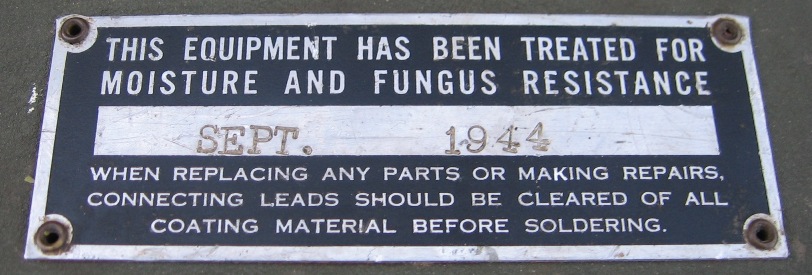 THIS EQUIPMENT HAS BEEN TREATED FOR
MOISTURE AND FUNGUS RESISTANCE
SEPT. 1944
WHEN REPLACING ANY PARTS OR MAKING REPAIRS,
CONNECTING LEADS SHOULD BE CLEARED OF ALL
COATING MATERIAL BEFORE SOLDERING.